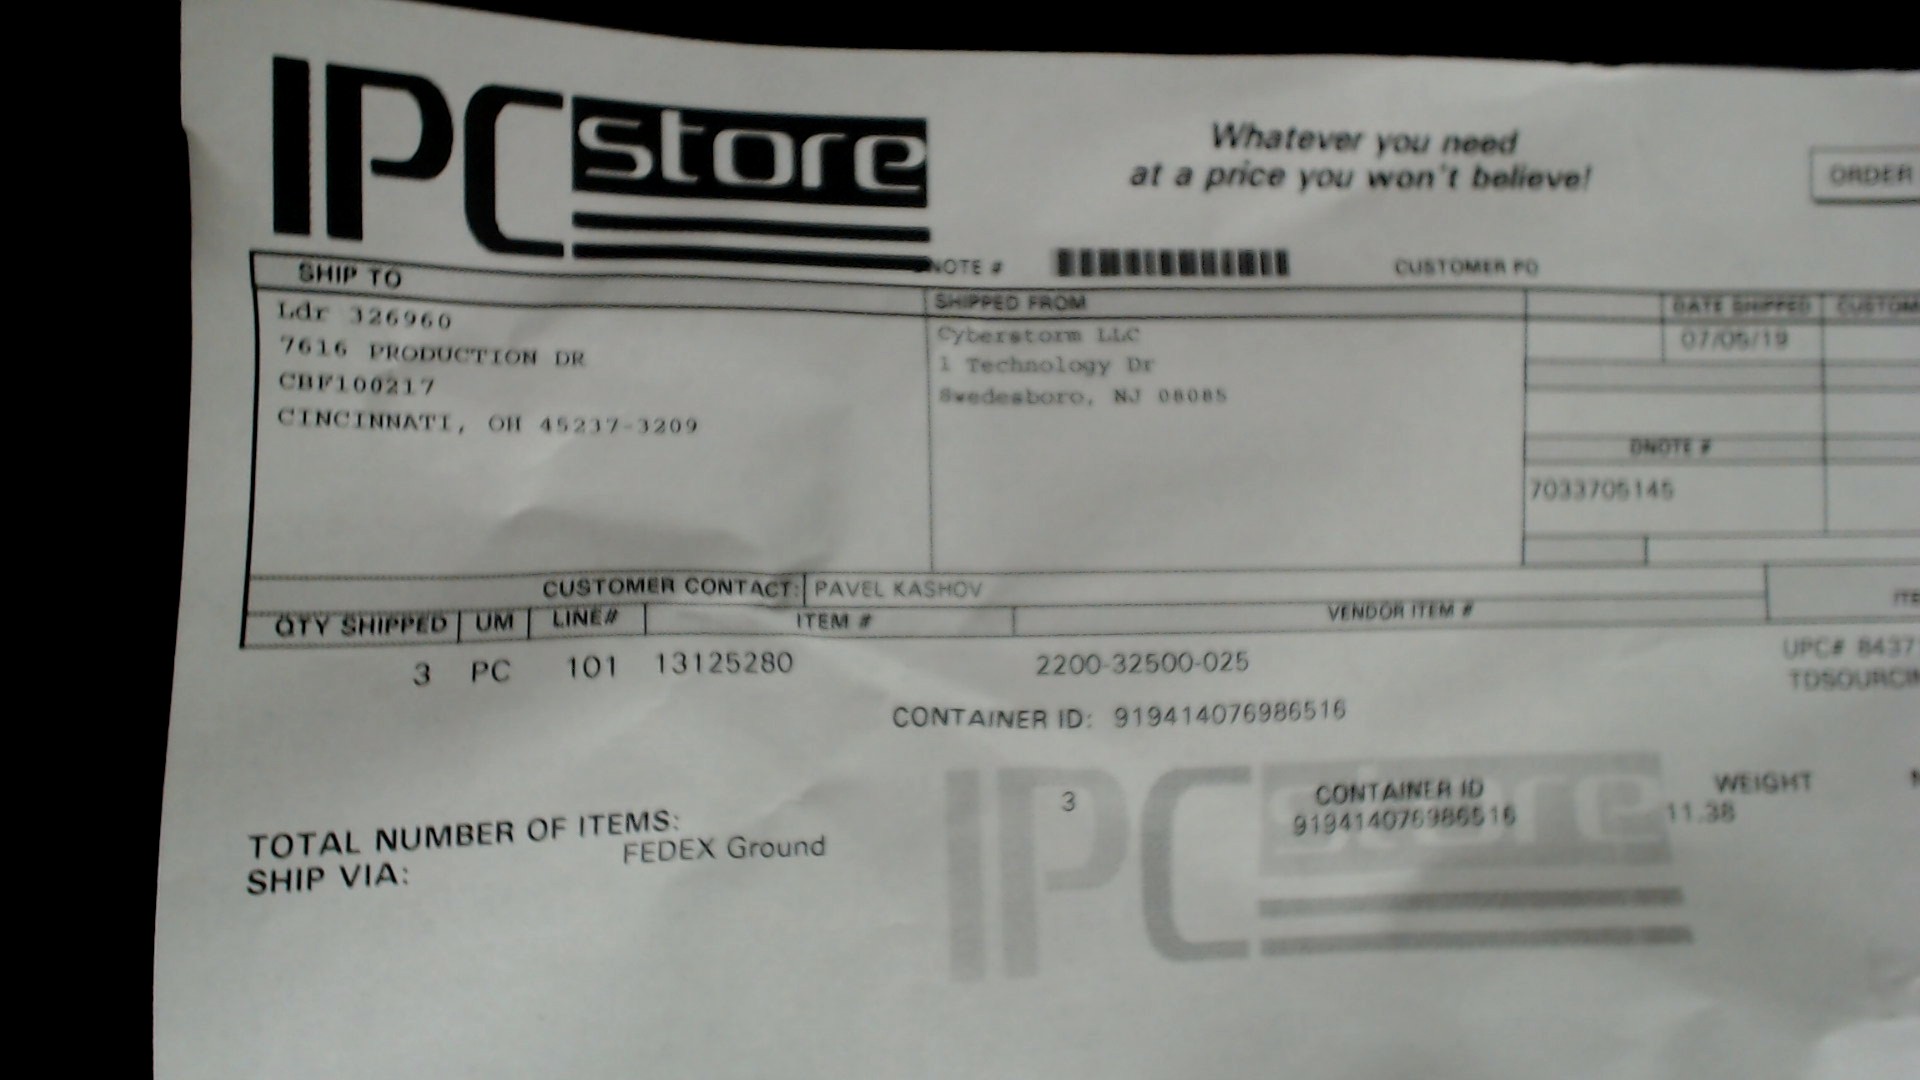 IPC store
Whatever you need
at a price you won't believe!
ORDER
NOTE #
CUSTOMER PO
SHIP TO
Ldr 326960
7616 PRODUCTION DR
CBF100217
CINCINNATI, OH 45237-3209
SHIPPED FROM
Cyberstorm LLC
1 Technology Dr
Swedesboro, NJ 08085
DATE SHIPPED
07/05/19
DNOTE #
7033705145
CUSTOMER CONTACT: PAVEL KASHOV
QTY SHIPPED UM LINE# ITEM # VENDOR ITEM #
3 PC 101 13125280 2200-32500-025
UPC# 8437
CONTAINER ID: 919414076986516
TOTAL NUMBER OF ITEMS: 3
SHIP VIA: FEDEX Ground
CONTAINER ID WEIGHT
919414076986516 11.38
IPC store